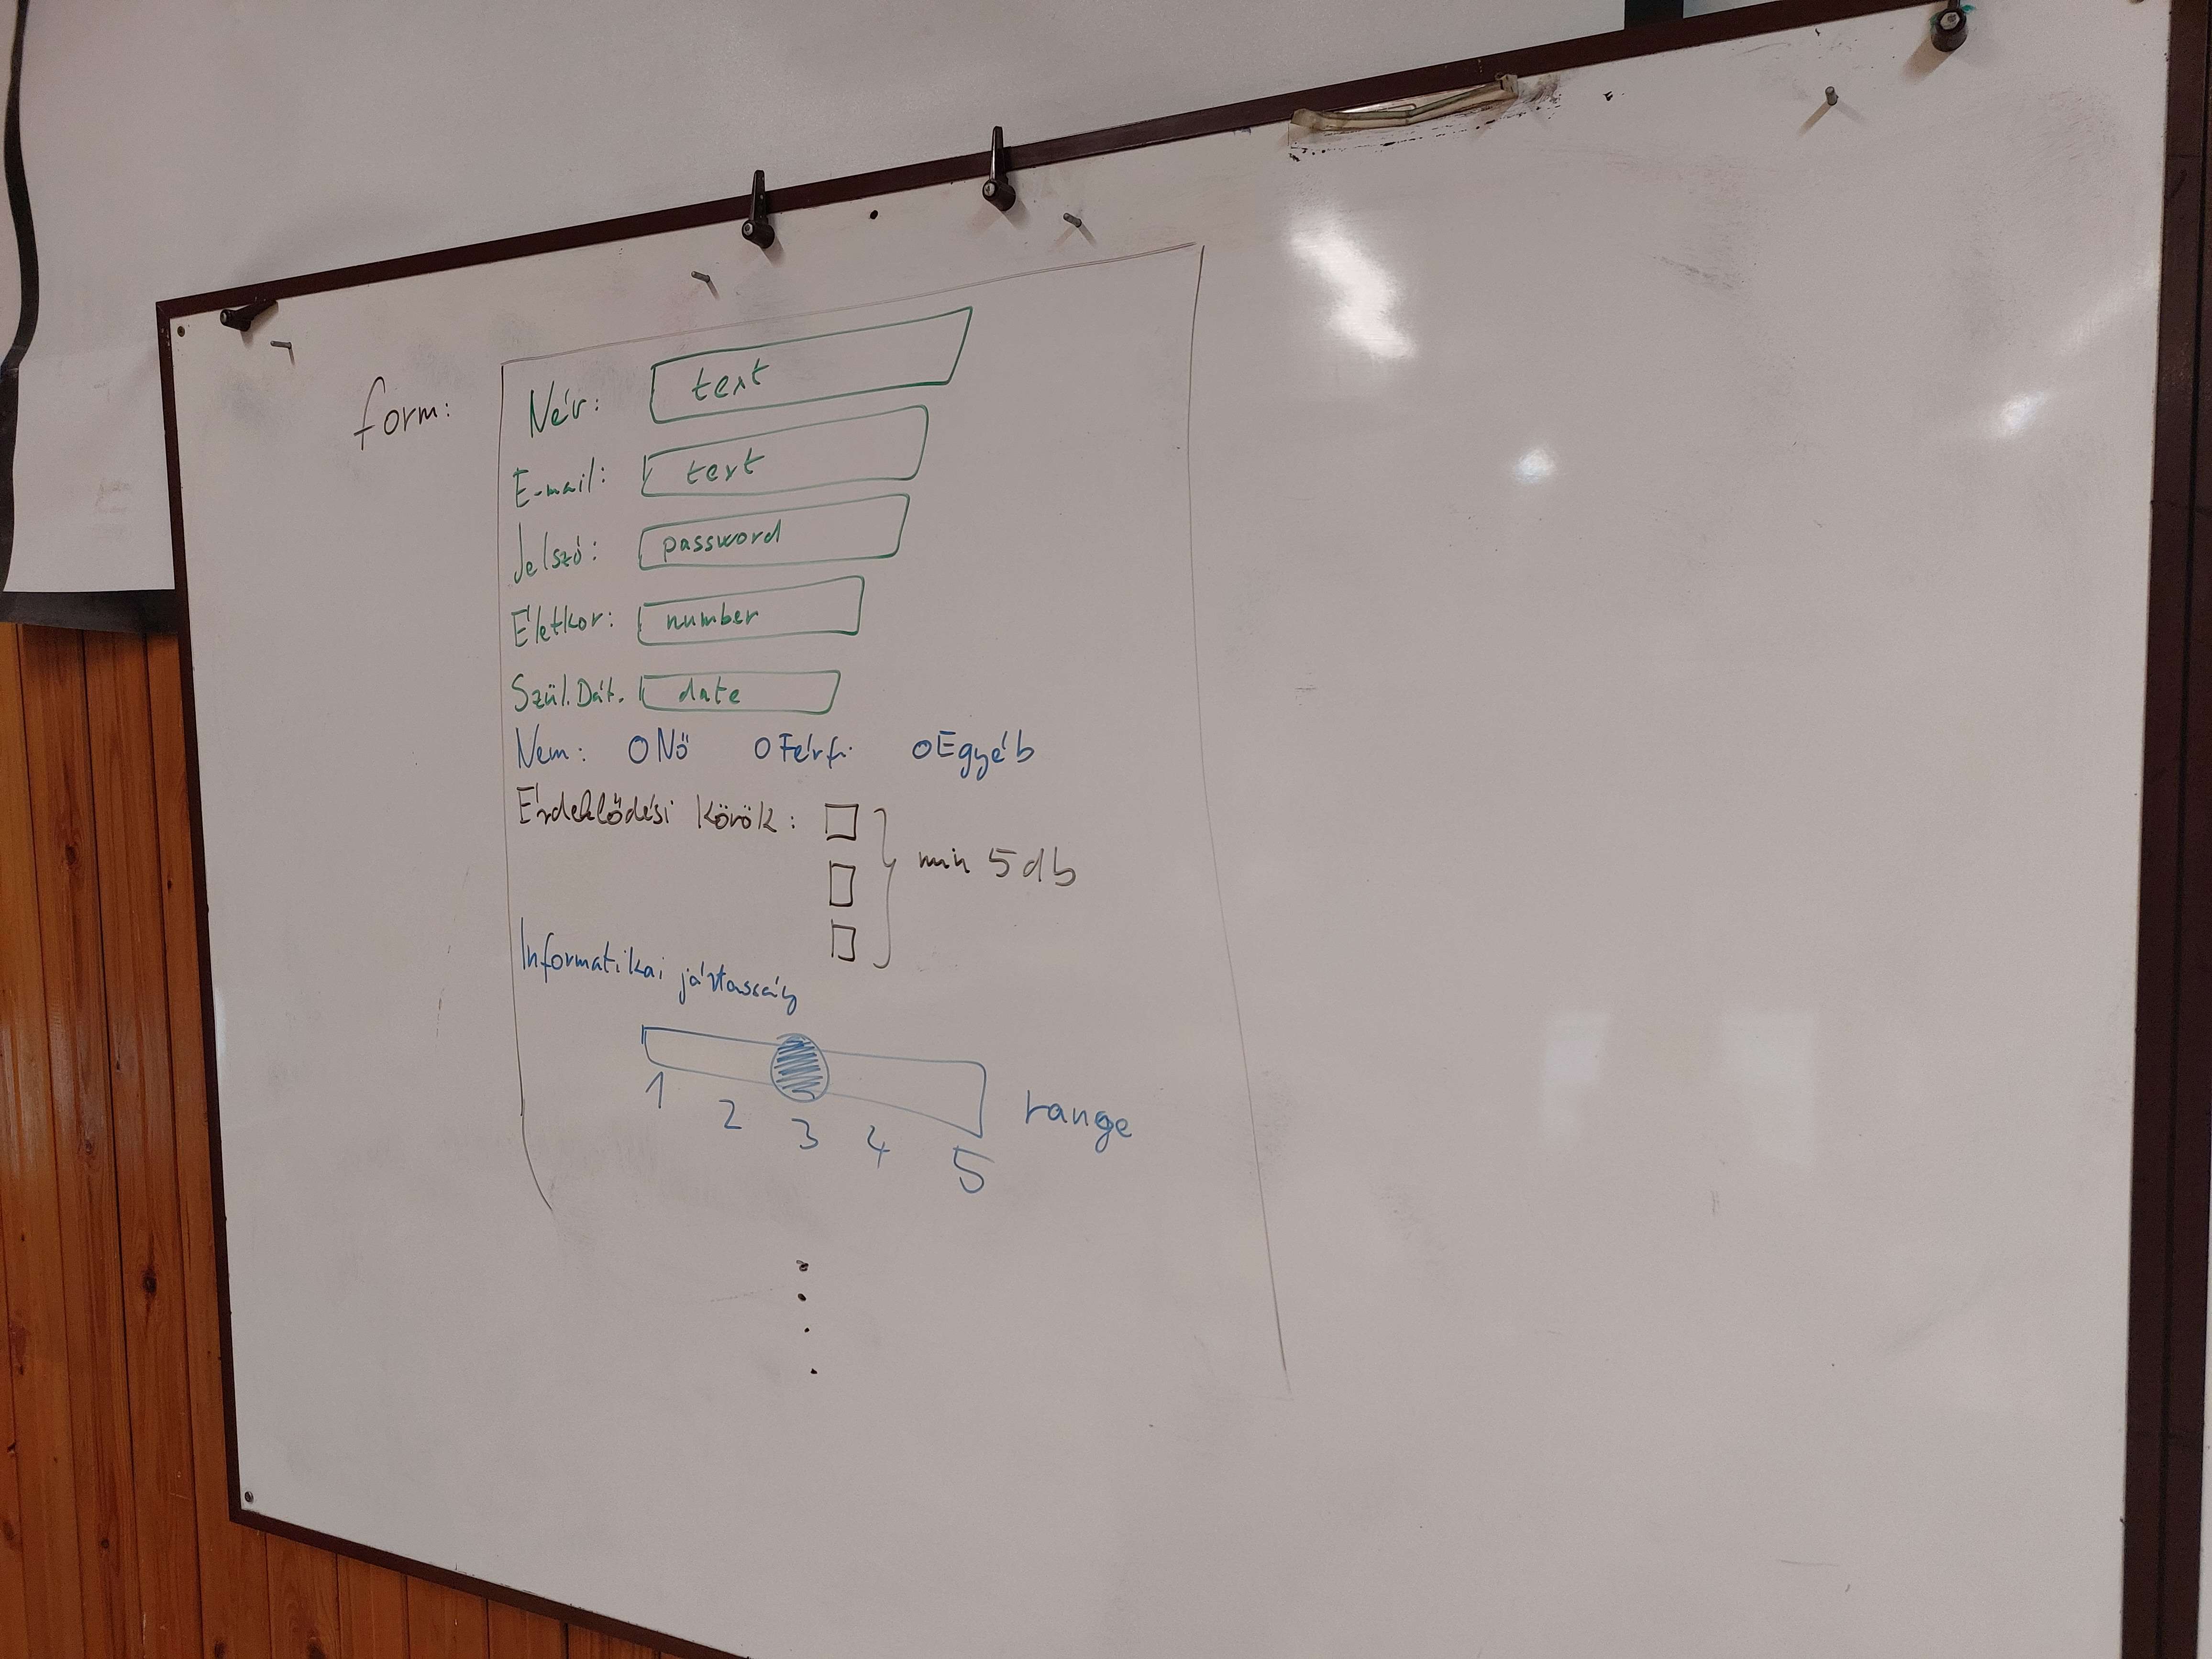 form:
Név: text
E-mail: text
Jelszó: password
Életkor: number
Szül. Dát. date
Nem: Nő Férfi Egyéb
Érdeklődési körök: min 5 db
Informatikai jártasság
1 2 3 4 5 range